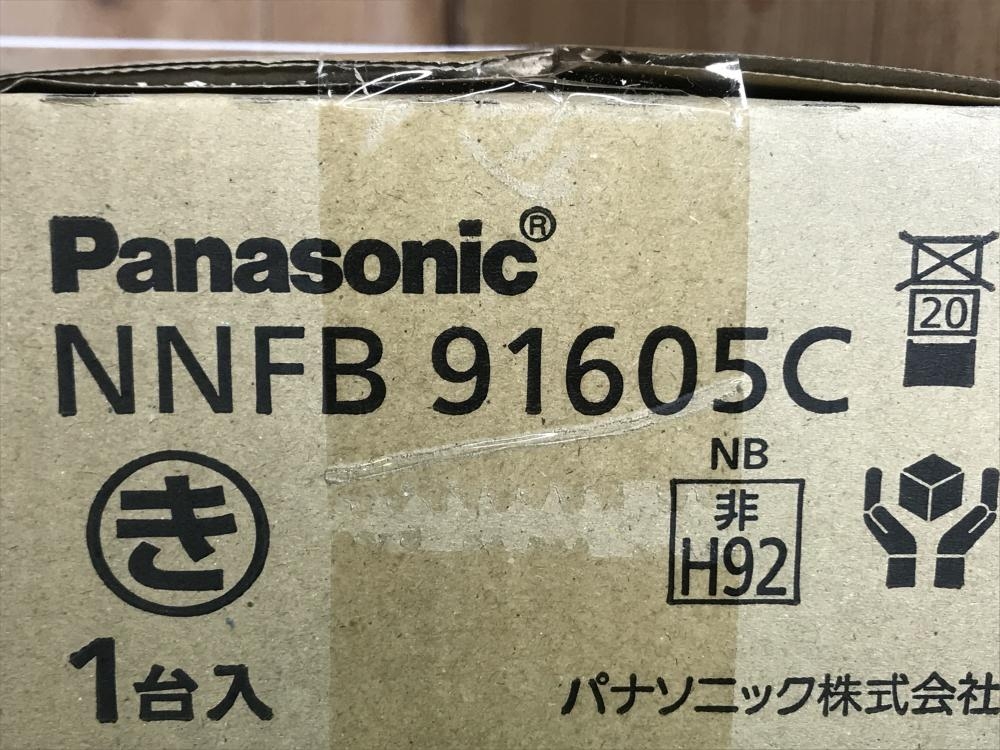 Panasonic®
NNFB 91605C
20
NB
き
非
H92
1台入
パナソニック株式会社